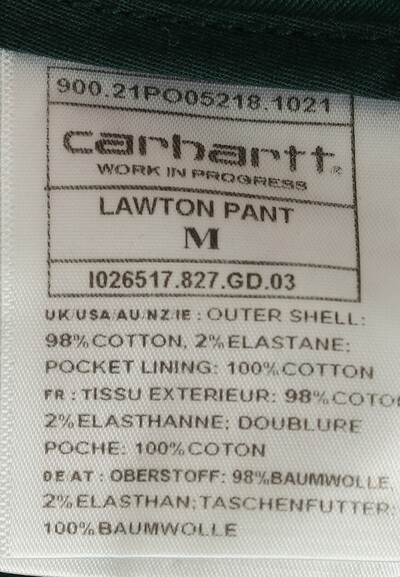 900.21PO05218.1021
carhartt®
WORK IN PROGRESS
LAWTON PANT
M
I026517.827.GD.03
UK/USA/AU/NZ/IE : OUTER SHELL:
98%COTTON, 2%ELASTANE;
POCKET LINING: 100%COTTON
FR : TISSU EXTERIEUR: 98%COTO
2%ELASTHANNE; DOUBLURE
POCHE: 100%COTON
DE/AT : OBERSTOFF: 98%BAUMWOLLE,
2%ELASTHAN;TASCHENFUTTER:
100%BAUMWOLLE